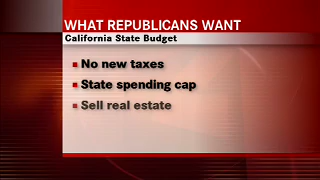 WHAT REPUBLICANS WANT
California State Budget
No new taxes
State spending cap
Sell real estate